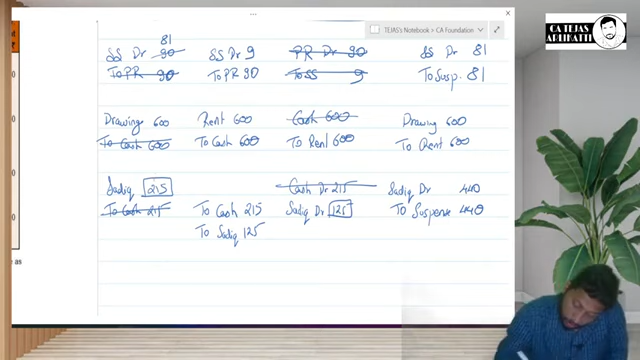 TEJAS's Notebook > CA Foundation
CA TEJAS
ARLIKATTI
81
SS Dr 90 SS Dr 9 PR Dr 90 SS Dr 81
To PR 90 To PR 90 To SS 9 To Susp. 81
Drawings 600 Rent 600 Cash 600 Drawing 600
To Cash 600 To Cash 600 To Rent 600 To Rent 600
Sadiq 215 Cash Dr 215 Sadiq Dr 440
To Cash 215 To Cash 215 Sadiq Dr 125 To Suspense 440
To Sadiq 125
se as